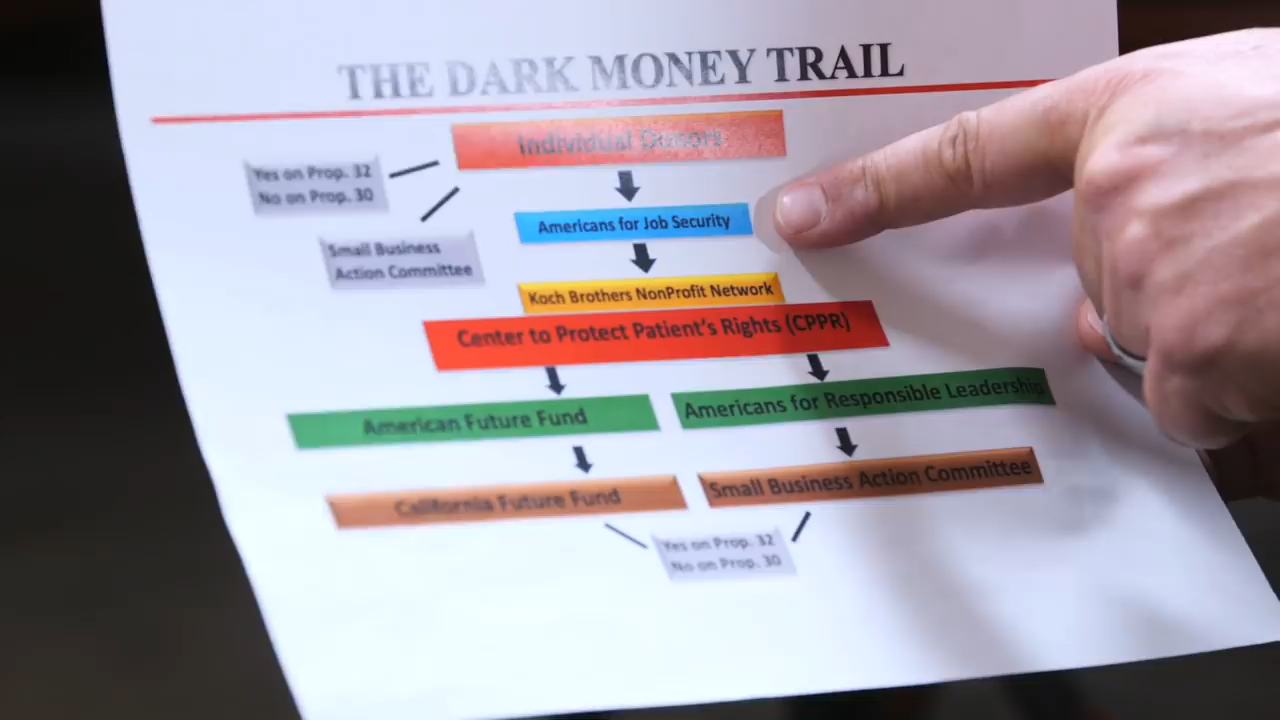 THE DARK MONEY TRAIL
Individual Donors
Yes on Prop. 32
No on Prop. 30
Americans for Job Security
Small Business
Action Committee
Koch Brothers NonProfit Network
Center to Protect Patient's Rights (CPPR)
American Future Fund
Americans for Responsible Leadership
California Future Fund
Small Business Action Committee
Yes on Prop. 32
No on Prop. 30